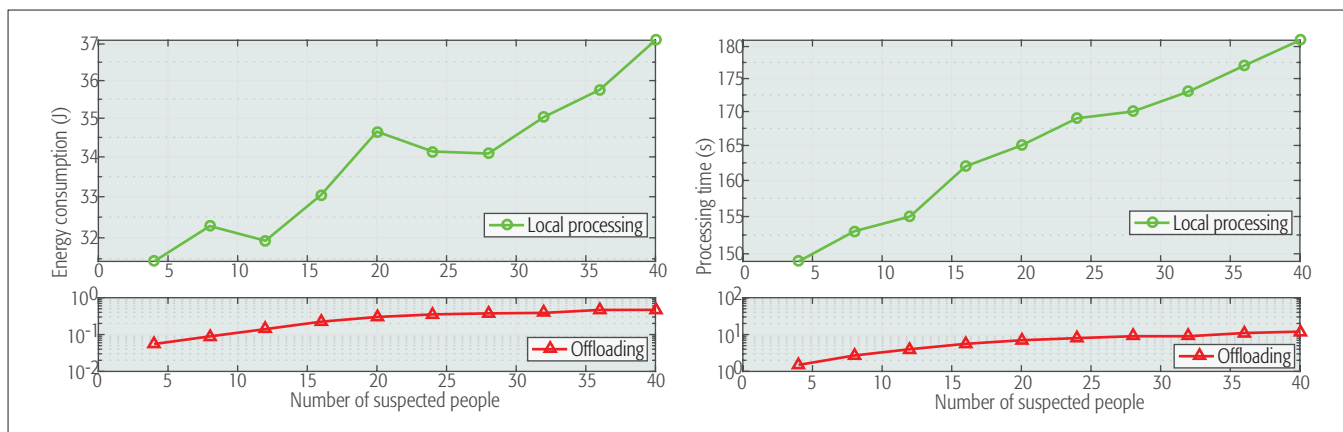 Energy consumption (J)
37
36
35
34
33
32
Local processing
0 5 10 15 20 25 30 35 40
10^0
10^-1
10^-2
Offloading
0 5 10 15 20 25 30 35 40
Number of suspected people
Processing time (s)
180
175
170
165
160
155
150
Local processing
0 5 10 15 20 25 30 35 40
10^2
10^1
10^0
Offloading
0 5 10 15 20 25 30 35 40
Number of suspected people